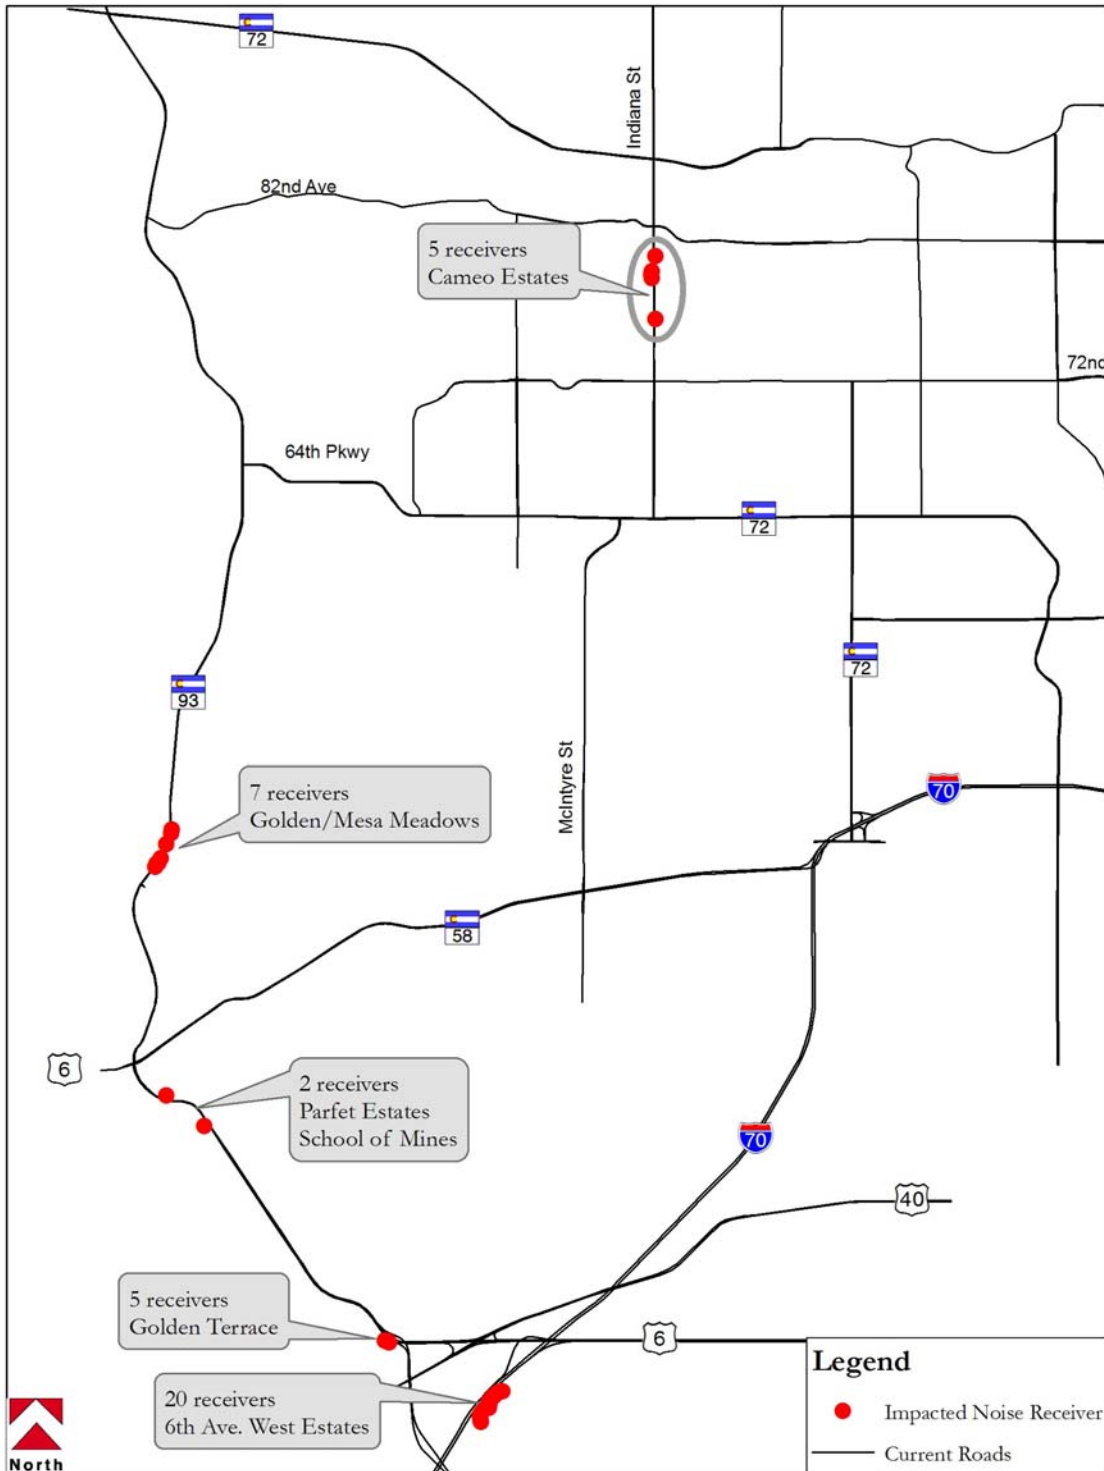 72
Indiana St
82nd Ave
5 receivers
Cameo Estates
72nd
64th Pkwy
72
72
93
McIntyre St
7 receivers
Golden/Mesa Meadows
70
58
6
2 receivers
Parfet Estates
School of Mines
70
40
5 receivers
Golden Terrace
6
20 receivers
6th Ave. West Estates
Legend
Impacted Noise Receiver
Current Roads
North